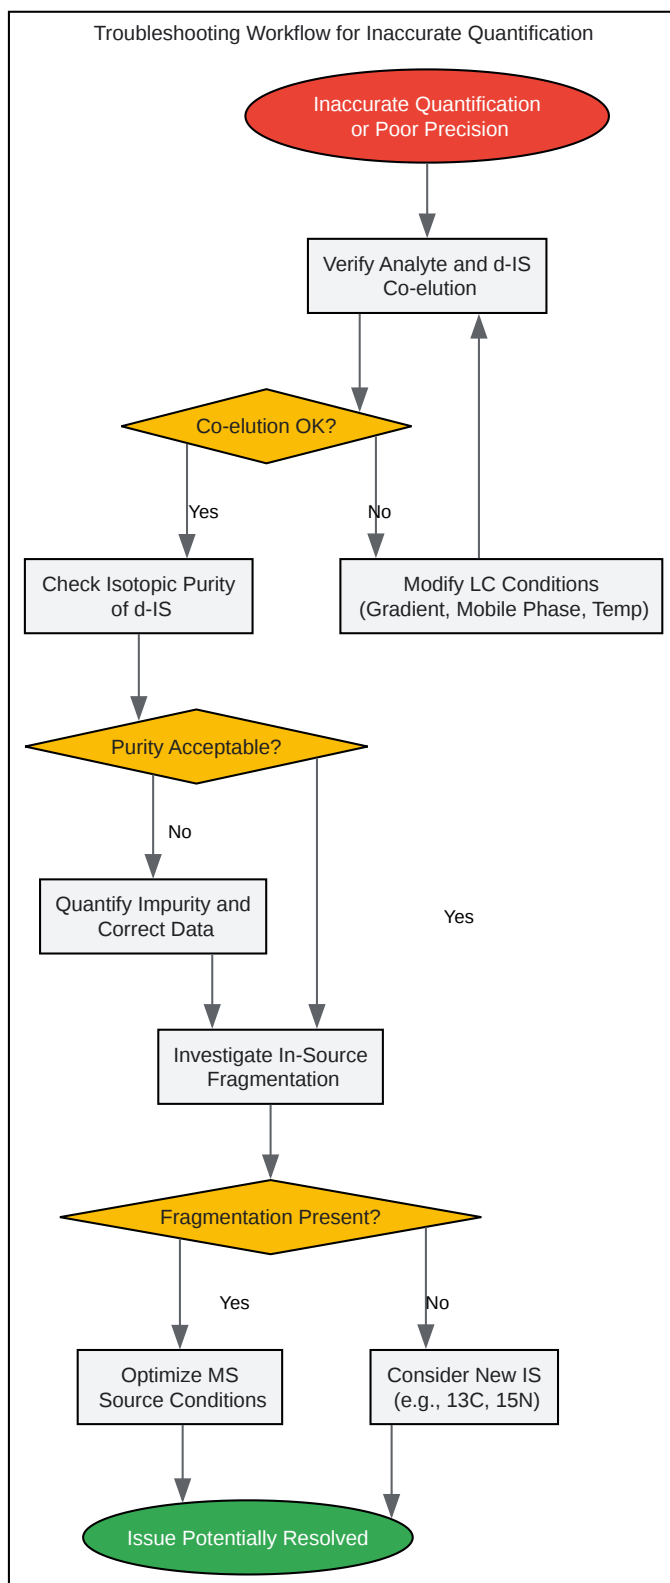 Troubleshooting Workflow for Inaccurate Quantification
Inaccurate Quantification
or Poor Precision
Verify Analyte and d-IS
Co-elution
Co-elution OK?
Yes
No
Check Isotopic Purity
of d-IS
Modify LC Conditions
(Gradient, Mobile Phase, Temp)
Purity Acceptable?
No
Quantify Impurity and
Correct Data
Yes
Investigate In-Source
Fragmentation
Fragmentation Present?
Yes
No
Optimize MS
Source Conditions
Consider New IS
(e.g., 13C, 15N)
Issue Potentially Resolved